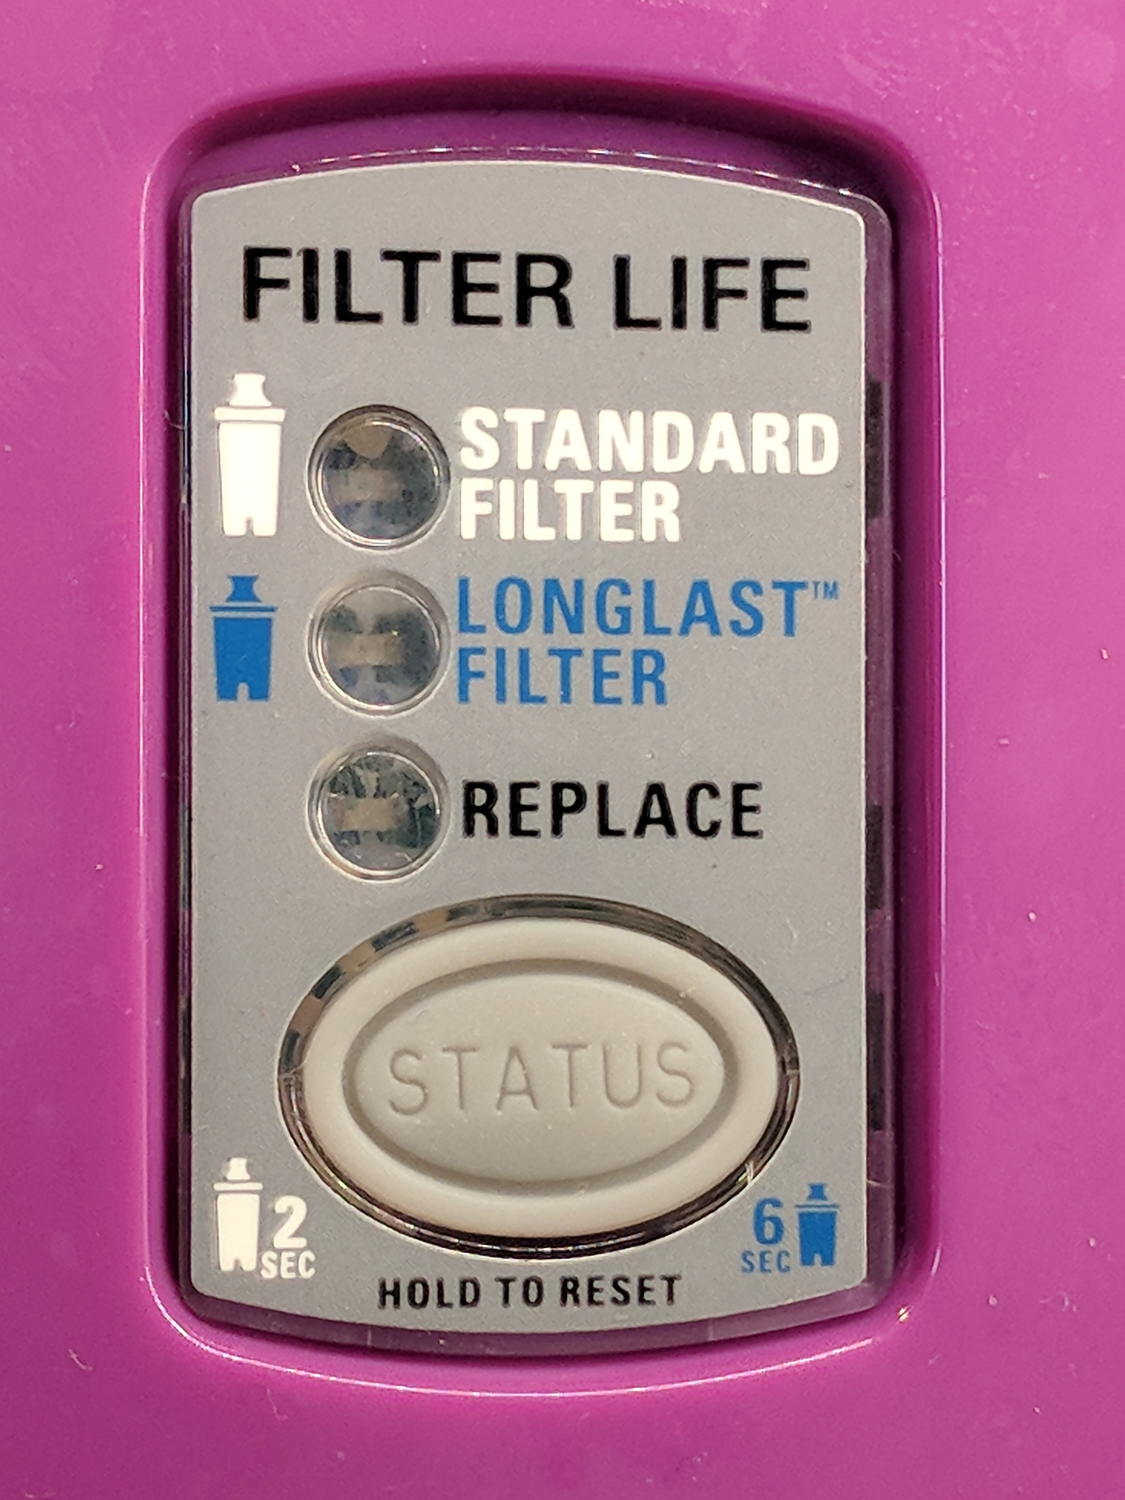 FILTER LIFE
STANDARD
FILTER
LONGLAST™
FILTER
REPLACE
STATUS
2
SEC
6
SEC
HOLD TO RESET